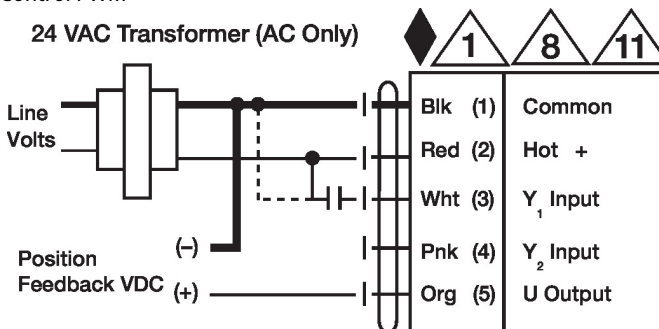 24 VAC Transformer (AC Only)
1 8 11
Line
Volts
Blk (1) Common
Red (2) Hot +
Wht (3) Y1 Input
Pnk (4) Y2 Input
Org (5) U Output
Position
Feedback VDC
(–)
(+)